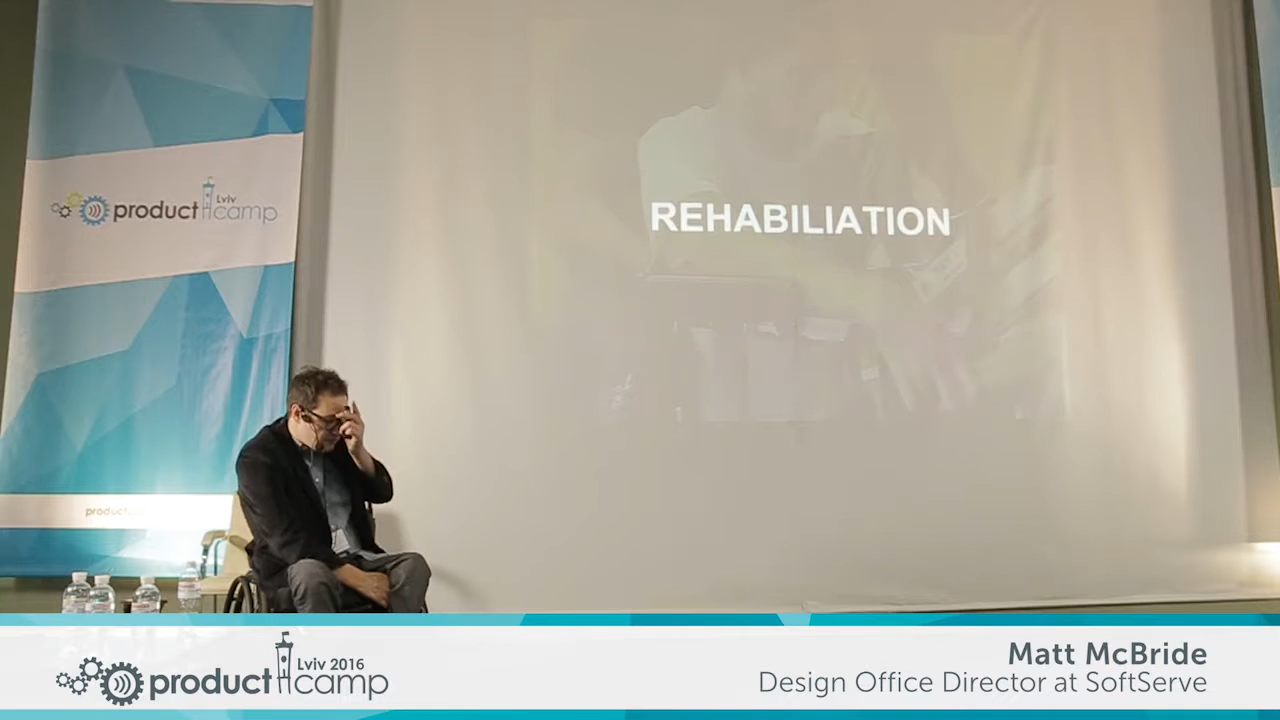 Lviv
product camp
REHABILIATION
product
Lviv 2016
product camp
Matt McBride
Design Office Director at SoftServe